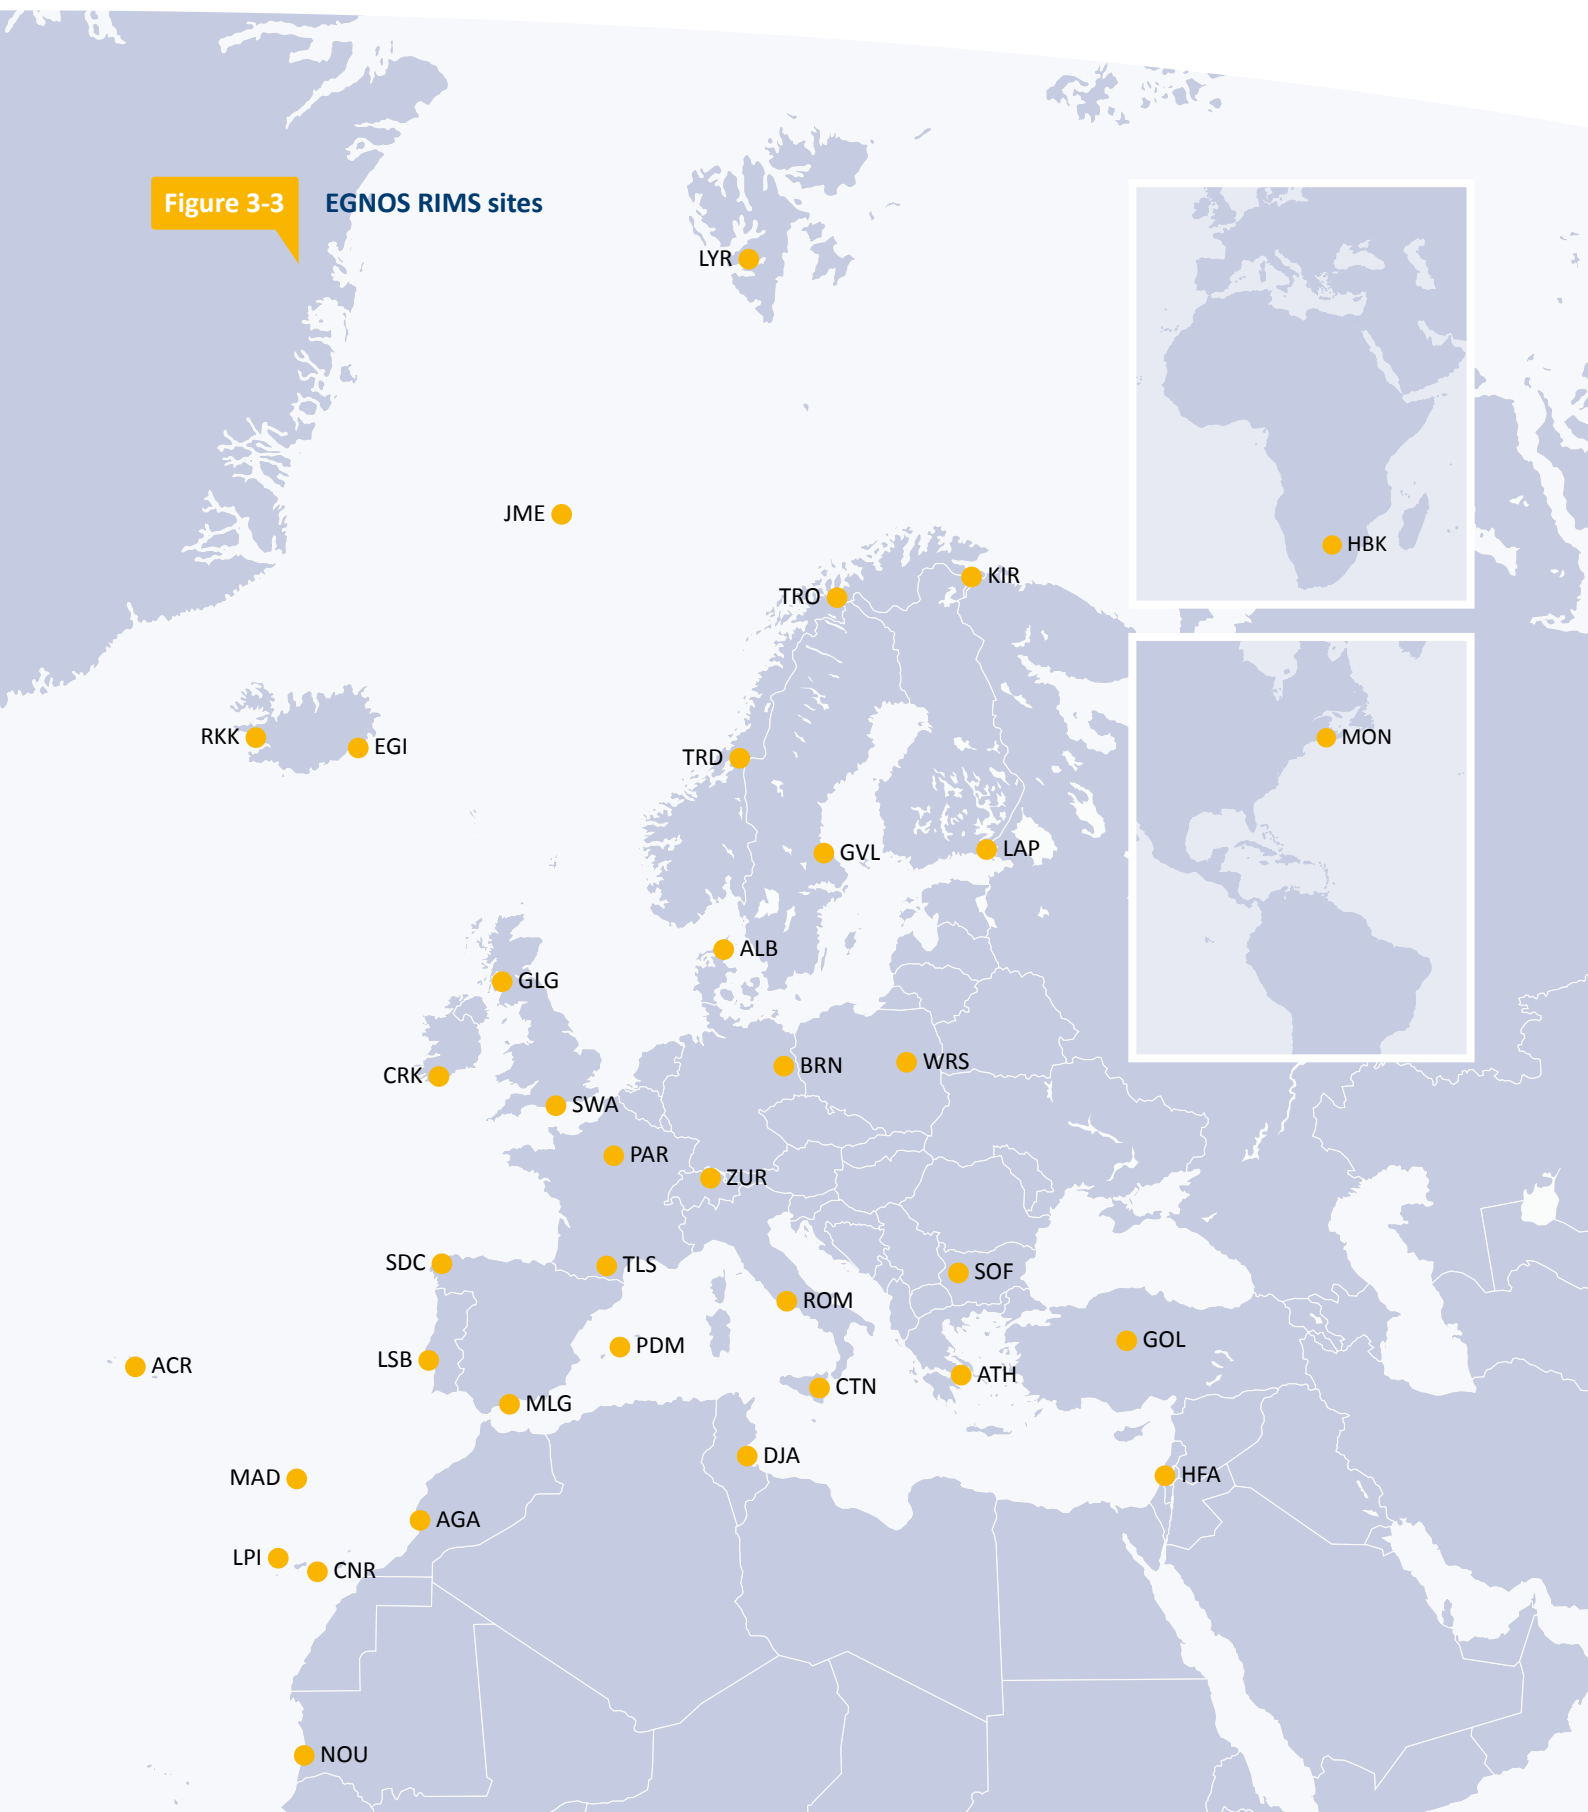 Figure 3-3 EGNOS RIMS sites
LYR
JME
HBK
KIR
TRO
RKK
EGI
MON
TRD
GVL
LAP
ALB
GLG
CRK
BRN
WRS
SWA
PAR
ZUR
SDC
TLS
SOF
ROM
GOL
PDM
LSB
ACR
ATH
CTN
MLG
DJA
HFA
MAD
AGA
LPI
CNR
NOU